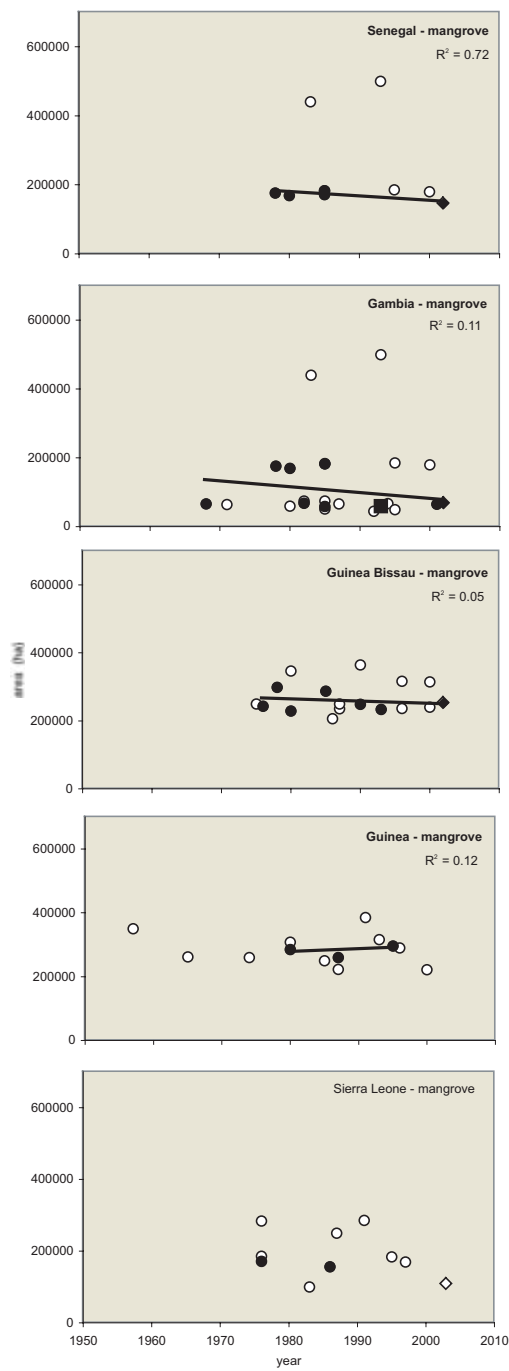 Senegal - mangrove
R² = 0.72
600000
400000
200000
0
Gambia - mangrove
R² = 0.11
600000
400000
200000
0
Guinea Bissau - mangrove
R² = 0.05
600000
400000
200000
0
area (ha)
Guinea - mangrove
R² = 0.12
600000
400000
200000
0
Sierra Leone - mangrove
600000
400000
200000
0
1950 1960 1970 1980 1990 2000 2010
year